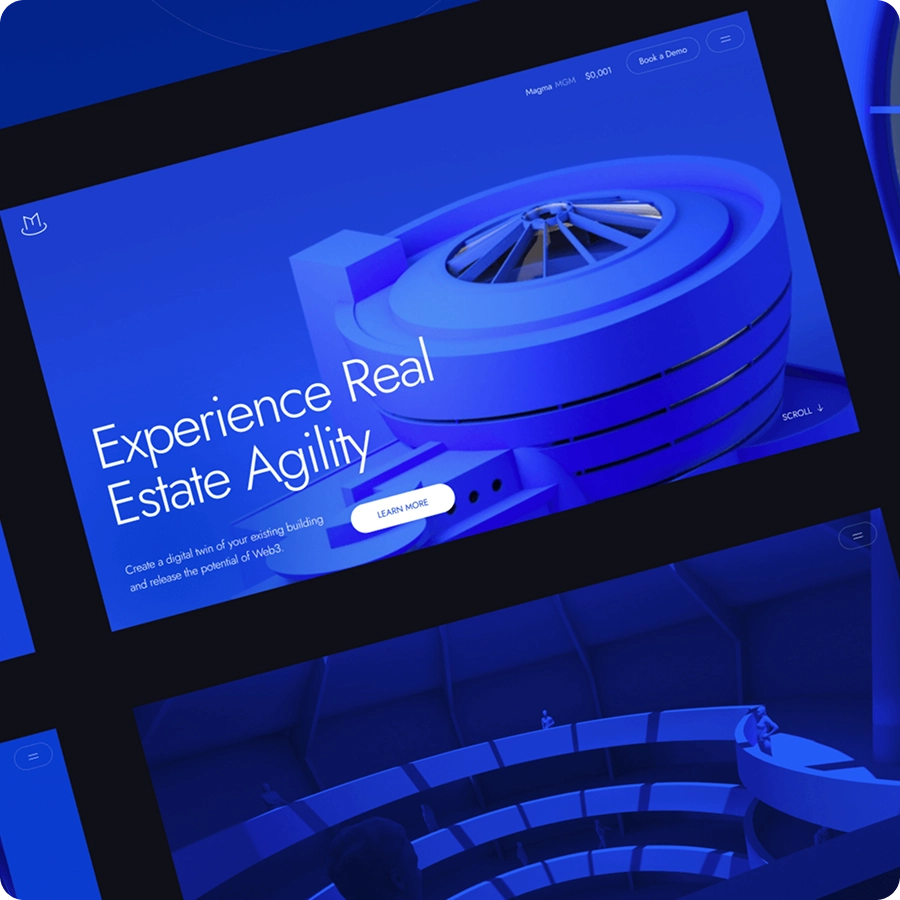 Magma MGM $0,001 Book a Demo
Experience Real
Estate Agility
LEARN MORE
Create a digital twin of your existing building
and release the potential of Web3.
SCROLL ↓